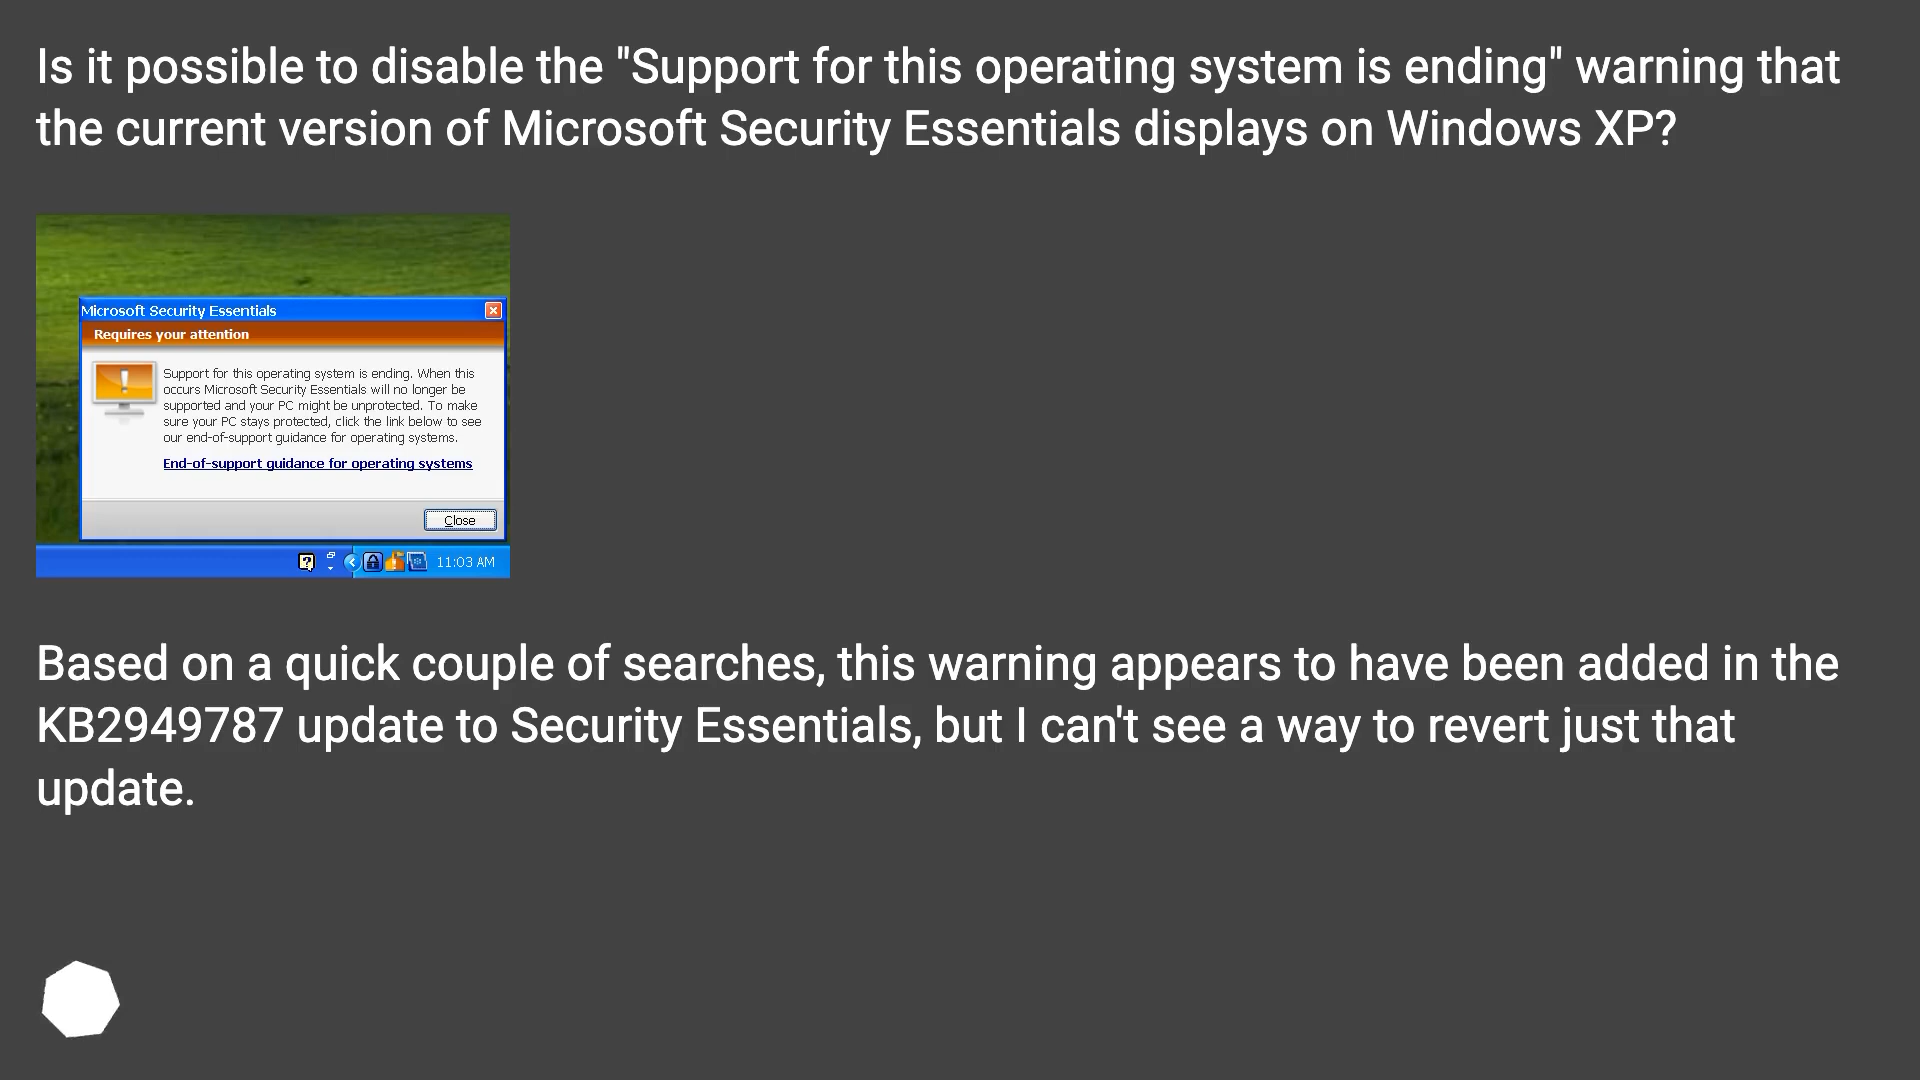 Is it possible to disable the "Support for this operating system is ending" warning that
the current version of Microsoft Security Essentials displays on Windows XP?
Microsoft Security Essentials
Requires your attention
Support for this operating system is ending. When this
occurs Microsoft Security Essentials will no longer be
supported and your PC might be unprotected. To make
sure your PC stays protected, click the link below to see
our end-of-support guidance for operating systems.
End-of-support guidance for operating systems
Close
11:03 AM
Based on a quick couple of searches, this warning appears to have been added in the
KB2949787 update to Security Essentials, but I can't see a way to revert just that
update.